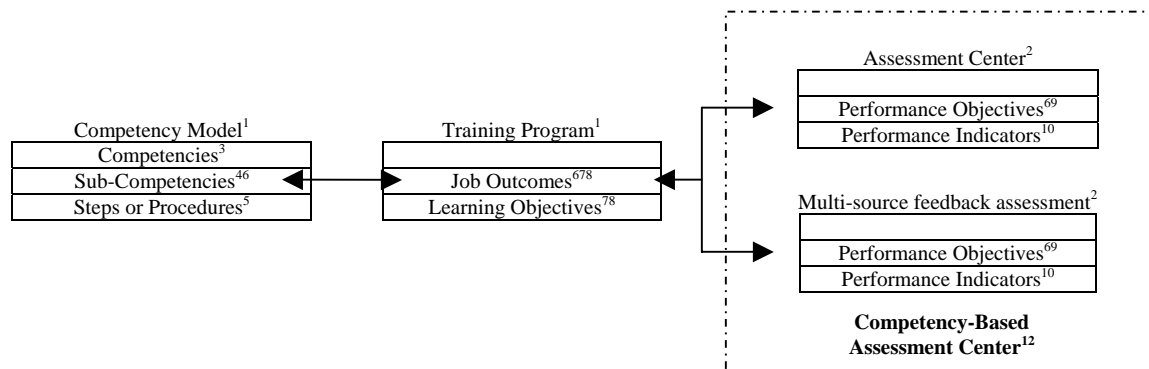 Competency Model¹
Competencies³
Sub-Competencies⁴⁶
Steps or Procedures⁵
Training Program¹
Job Outcomes⁶⁷⁸
Learning Objectives⁷⁸
Assessment Center²
Performance Objectives⁶⁹
Performance Indicators¹⁰
Multi-source feedback assessment²
Performance Objectives⁶⁹
Performance Indicators¹⁰
Competency-Based
Assessment Center¹²